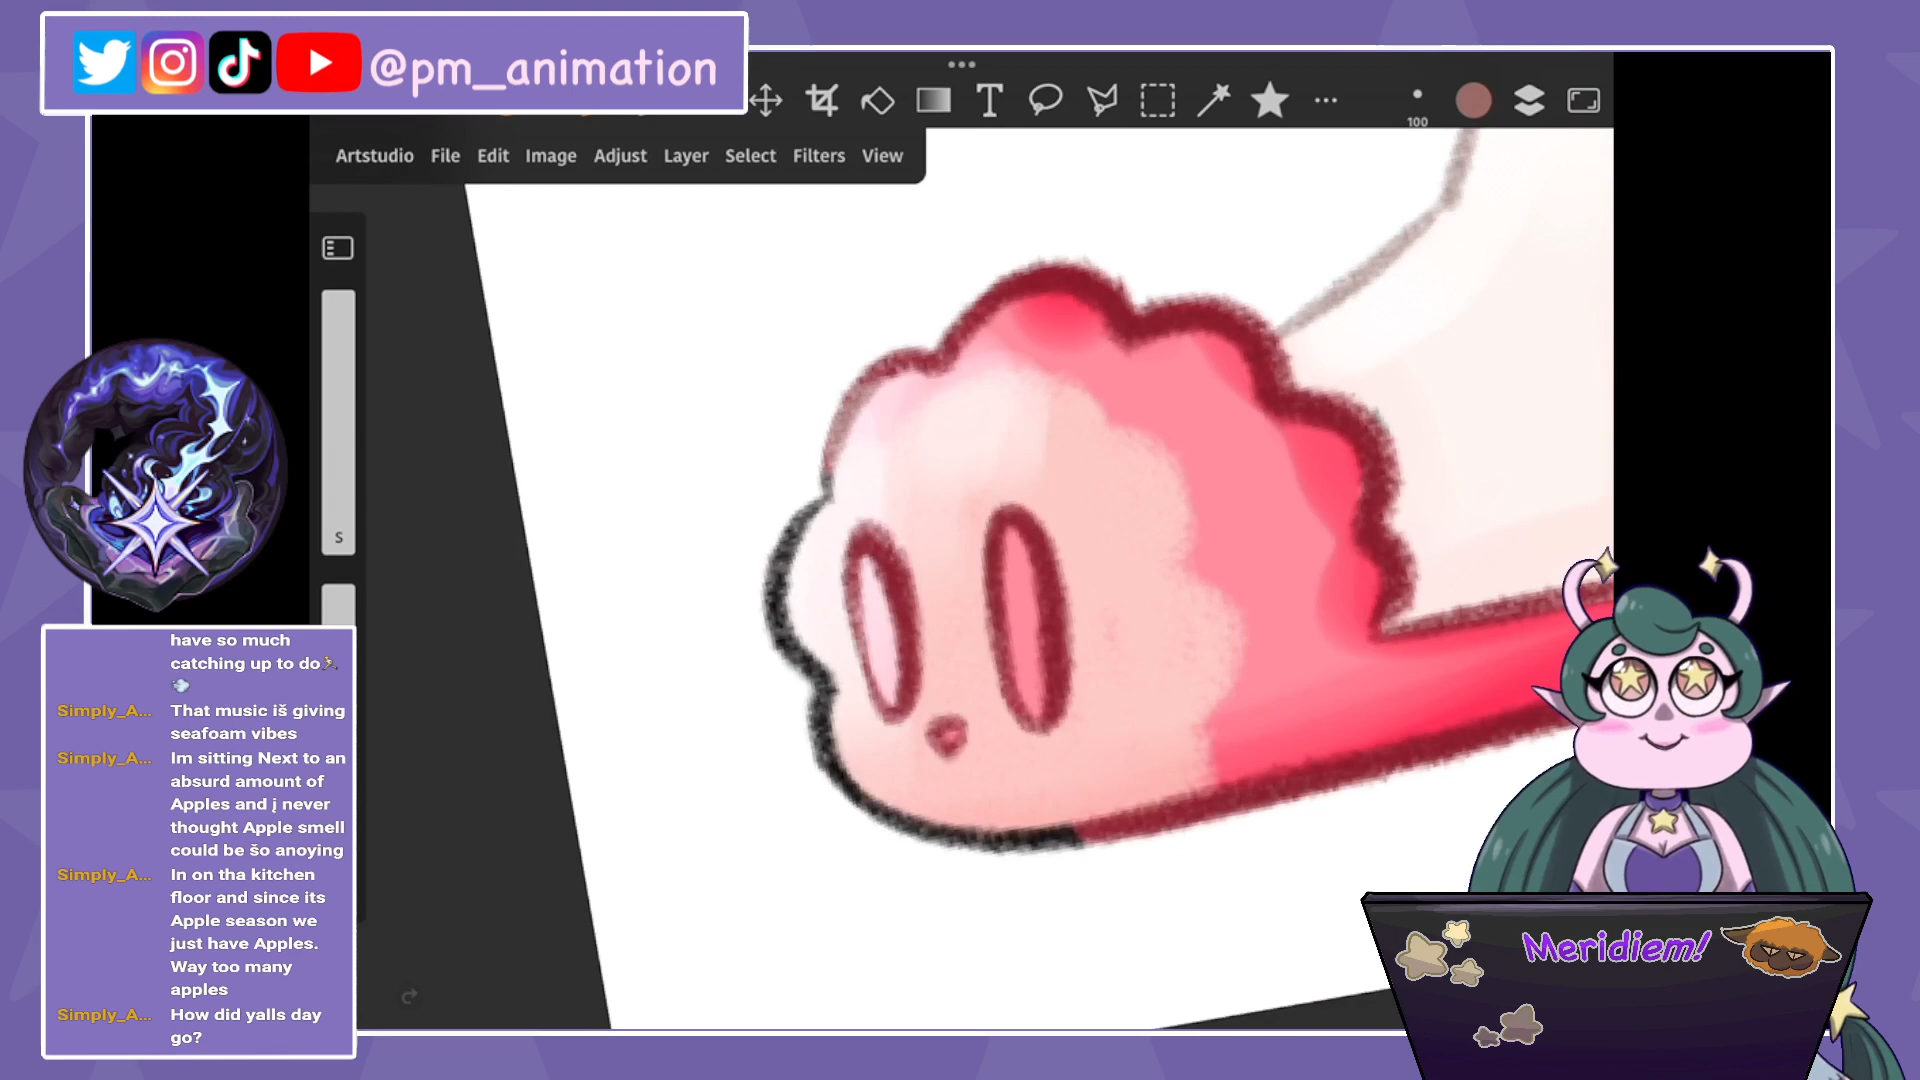 @pm_animation
T
100
Artstudio File Edit Image Adjust Layer Select Filters View
S
have so much
catching up to do
Simply_A... That music iš giving
seafoam vibes
Simply_A... Im sitting Next to an
absurd amount of
Apples and į never
thought Apple smell
could be šo anoying
Simply_A... In on tha kitchen
floor and since its
Apple season we
just have Apples.
Way too many
apples
Simply_A... How did yalls day
go?
Meridiem!